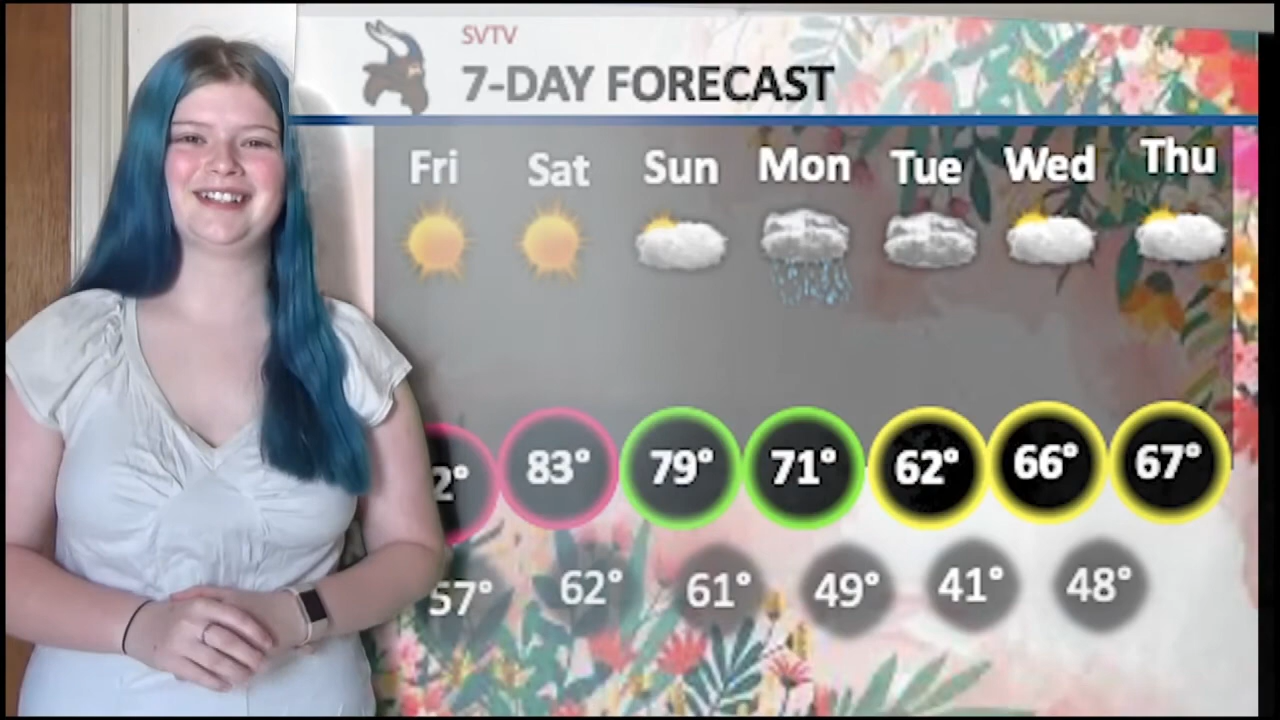 SVTV
7-DAY FORECAST
Fri Sat Sun Mon Tue Wed Thu
2° 83° 79° 71° 62° 66° 67°
57° 62° 61° 49° 41° 48°